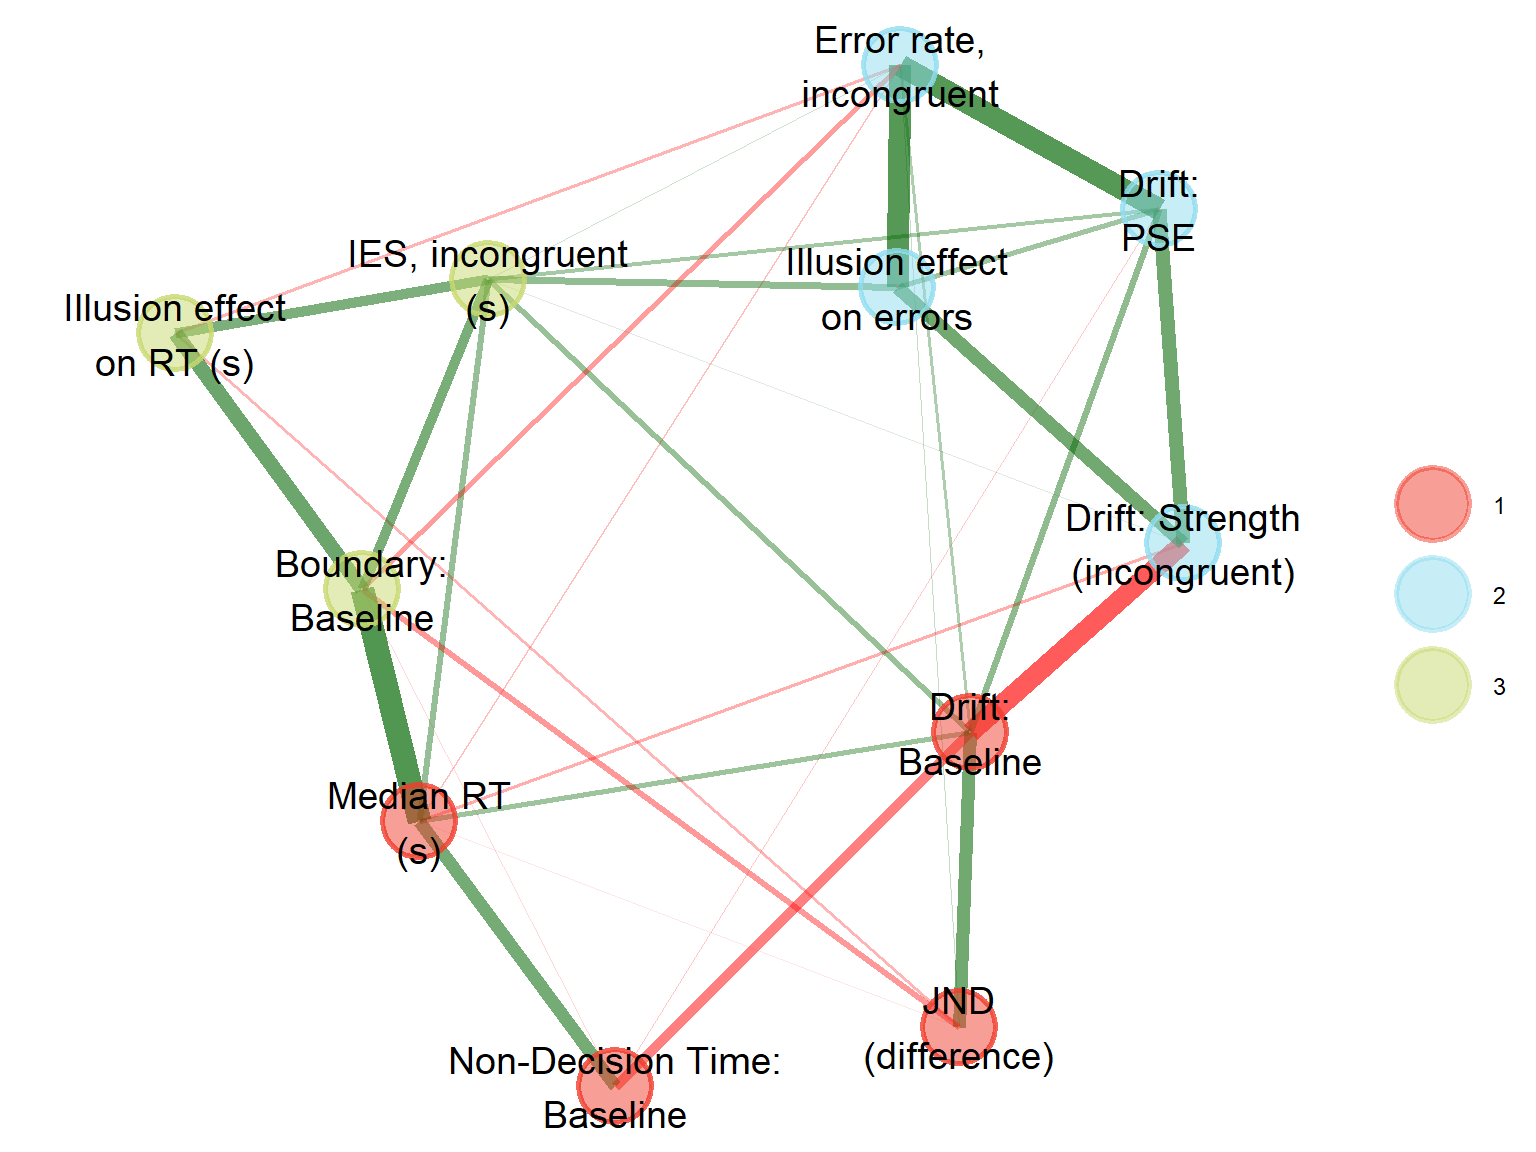 Error rate,
incongruent
Drift:
PSE
IES, incongruent
(s)
Illusion effect
on errors
Illusion effect
on RT (s)
Drift: Strength
(incongruent)
Boundary:
Baseline
Drift:
Baseline
Median RT
(s)
JND
(difference)
Non-Decision Time:
Baseline
1
2
3